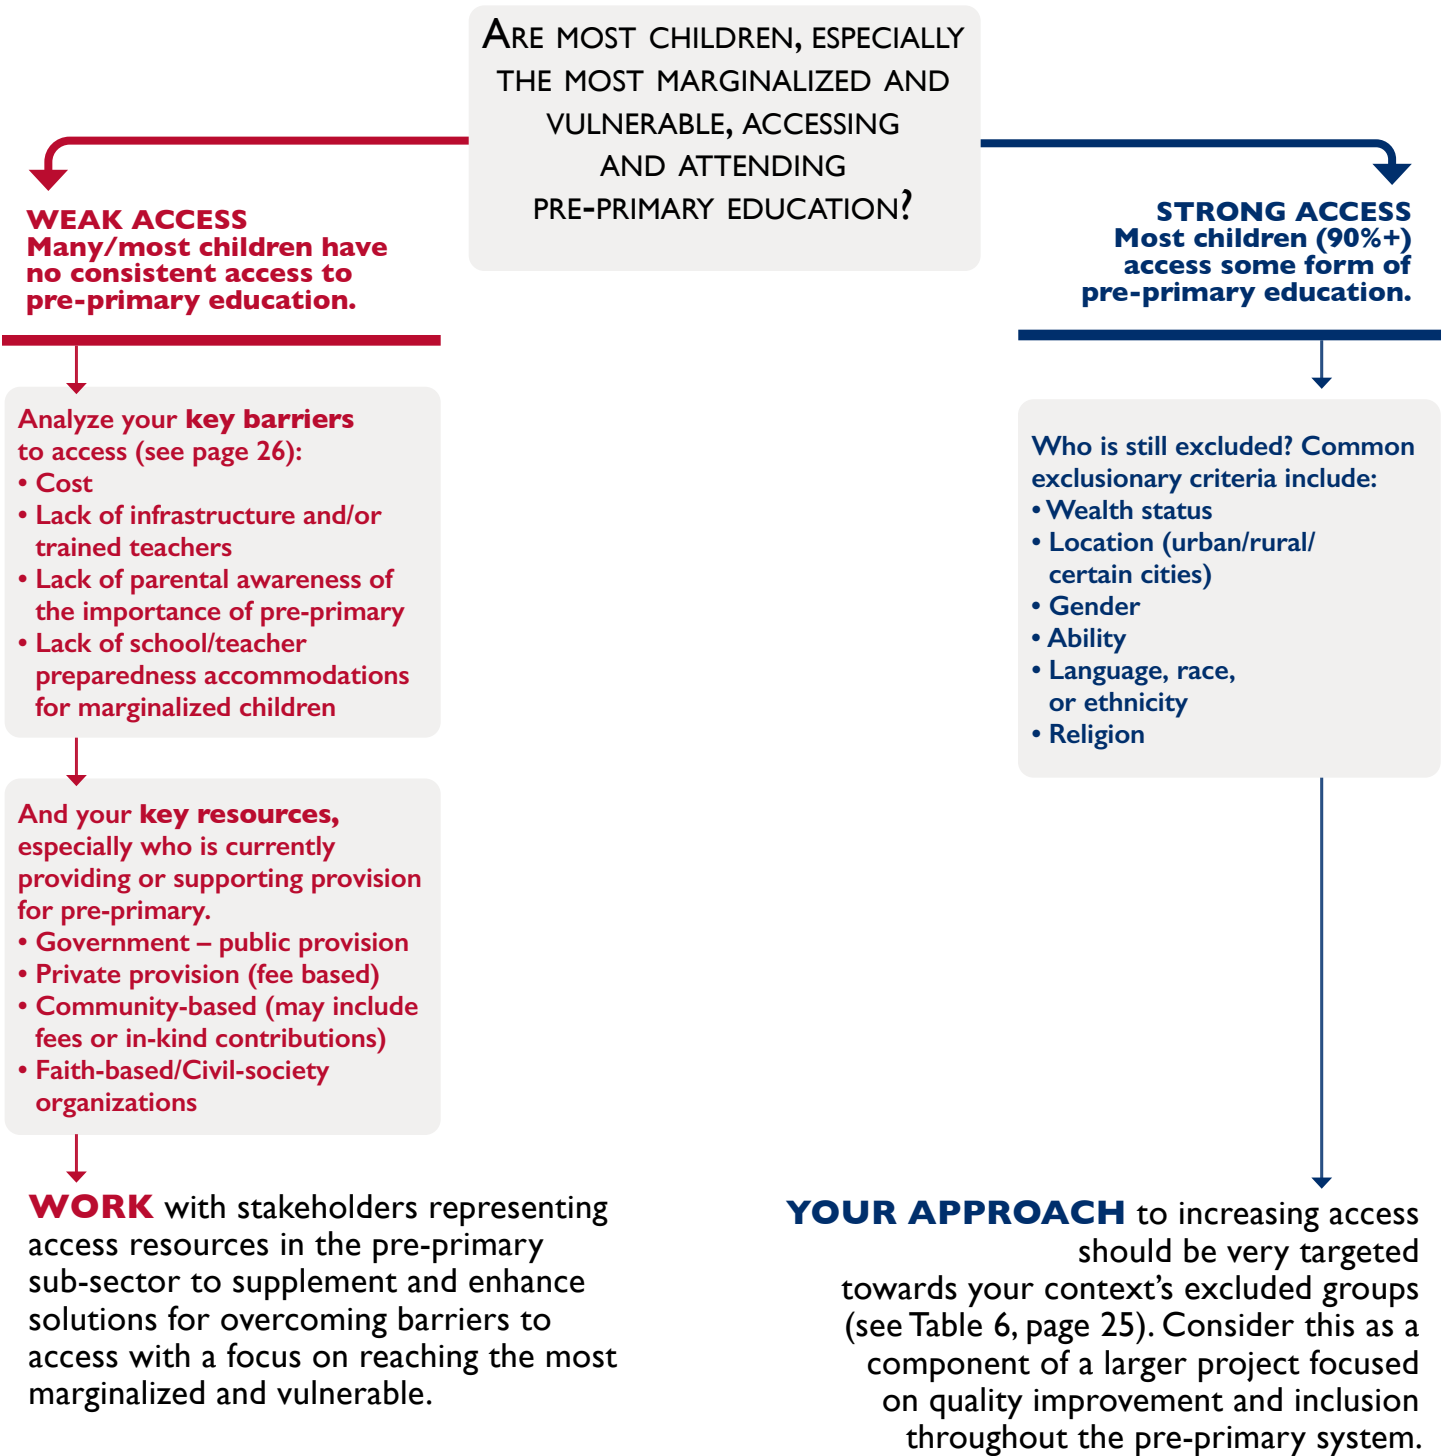 ARE MOST CHILDREN, ESPECIALLY
THE MOST MARGINALIZED AND
VULNERABLE, ACCESSING
AND ATTENDING
PRE-PRIMARY EDUCATION?
WEAK ACCESS
Many/most children have
no consistent access to
pre-primary education.
Analyze your key barriers
to access (see page 26):
• Cost
• Lack of infrastructure and/or
trained teachers
• Lack of parental awareness of
the importance of pre-primary
• Lack of school/teacher
preparedness accommodations
for marginalized children
And your key resources,
especially who is currently
providing or supporting provision
for pre-primary.
• Government – public provision
• Private provision (fee based)
• Community-based (may include
fees or in-kind contributions)
• Faith-based/Civil-society
organizations
WORK with stakeholders representing
access resources in the pre-primary
sub-sector to supplement and enhance
solutions for overcoming barriers to
access with a focus on reaching the most
marginalized and vulnerable.
STRONG ACCESS
Most children (90%+)
access some form of
pre-primary education.
Who is still excluded? Common
exclusionary criteria include:
• Wealth status
• Location (urban/rural/
certain cities)
• Gender
• Ability
• Language, race,
or ethnicity
• Religion
YOUR APPROACH to increasing access
should be very targeted
towards your context’s excluded groups
(see Table 6, page 25). Consider this as a
component of a larger project focused
on quality improvement and inclusion
throughout the pre-primary system.